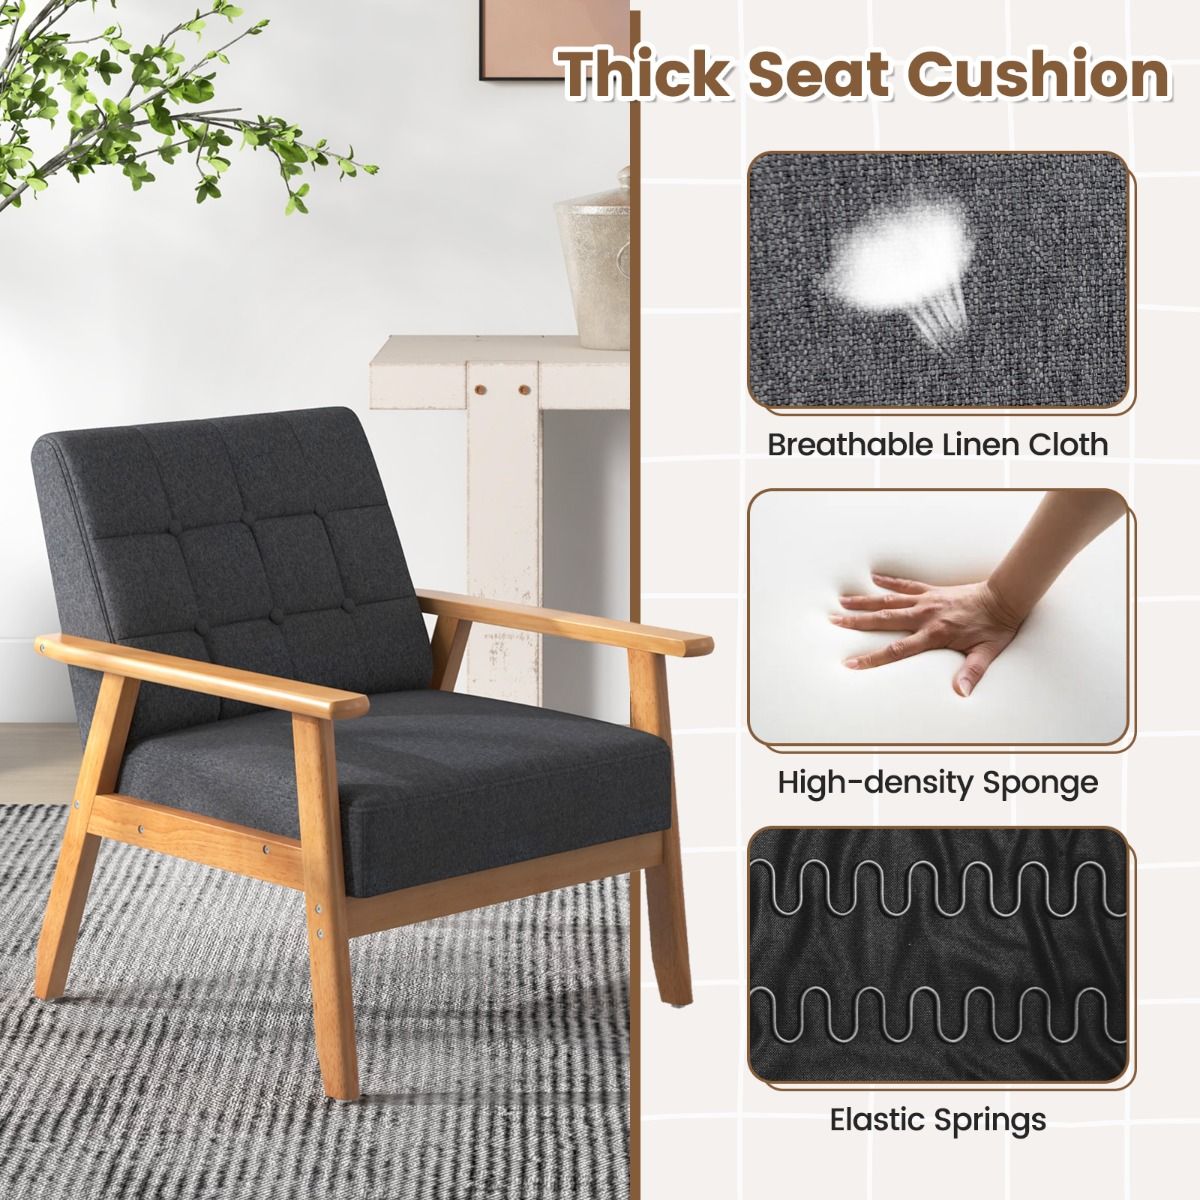 Thick Seat Cushion
Breathable Linen Cloth
High-density Sponge
Elastic Springs